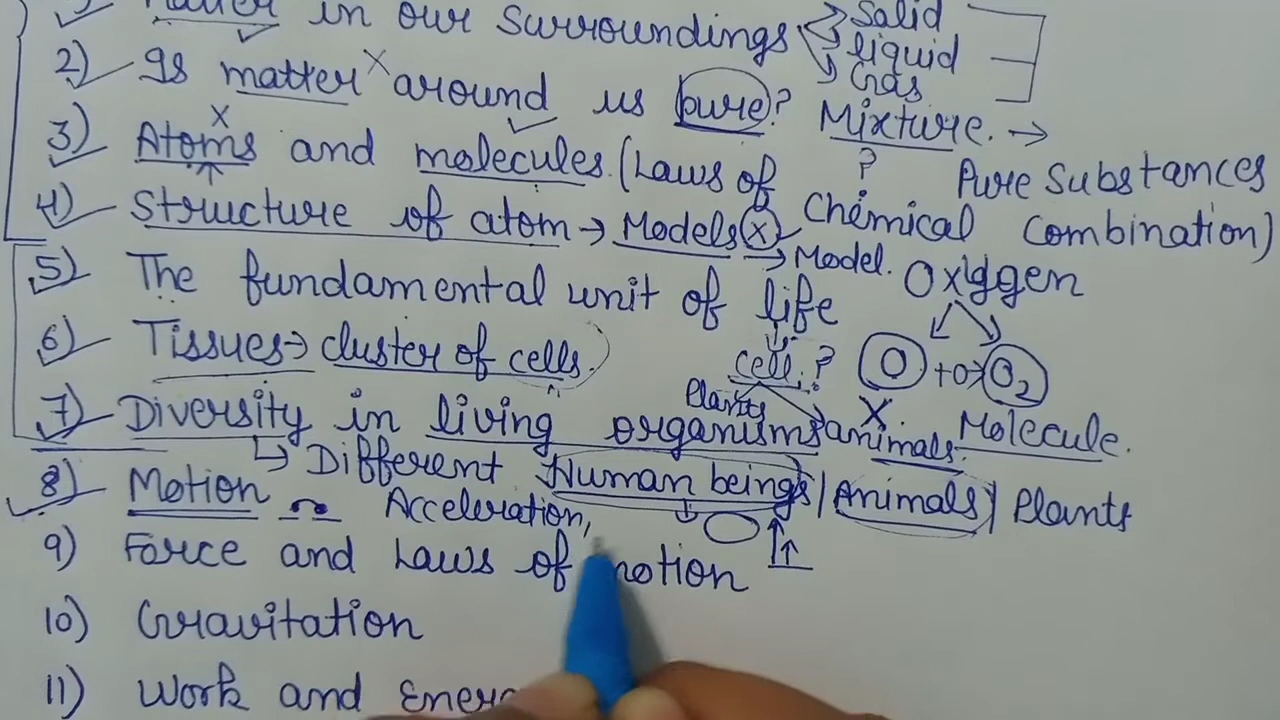 Matter in our surroundings
Salid
liquid
Gas
2) Is matter around us pure? Mixture. →
?
Pure Substances
3) Atoms and molecules. (Laws of Chemical Combination)
4) Structure of atom → Models (x)
→ Model.
Oxygen
5) The fundamental unit of life
cell. ?
O +O→ O2
X
Molecule.
6) Tissues → cluster of cells.
Plants
animals.
7) Diversity in living organisms
↳ Different Human beings / Animals / Plants
8) Motion
Acceleration,
9) Force and Laws of motion
10) Gravitation
11) Work and Energ